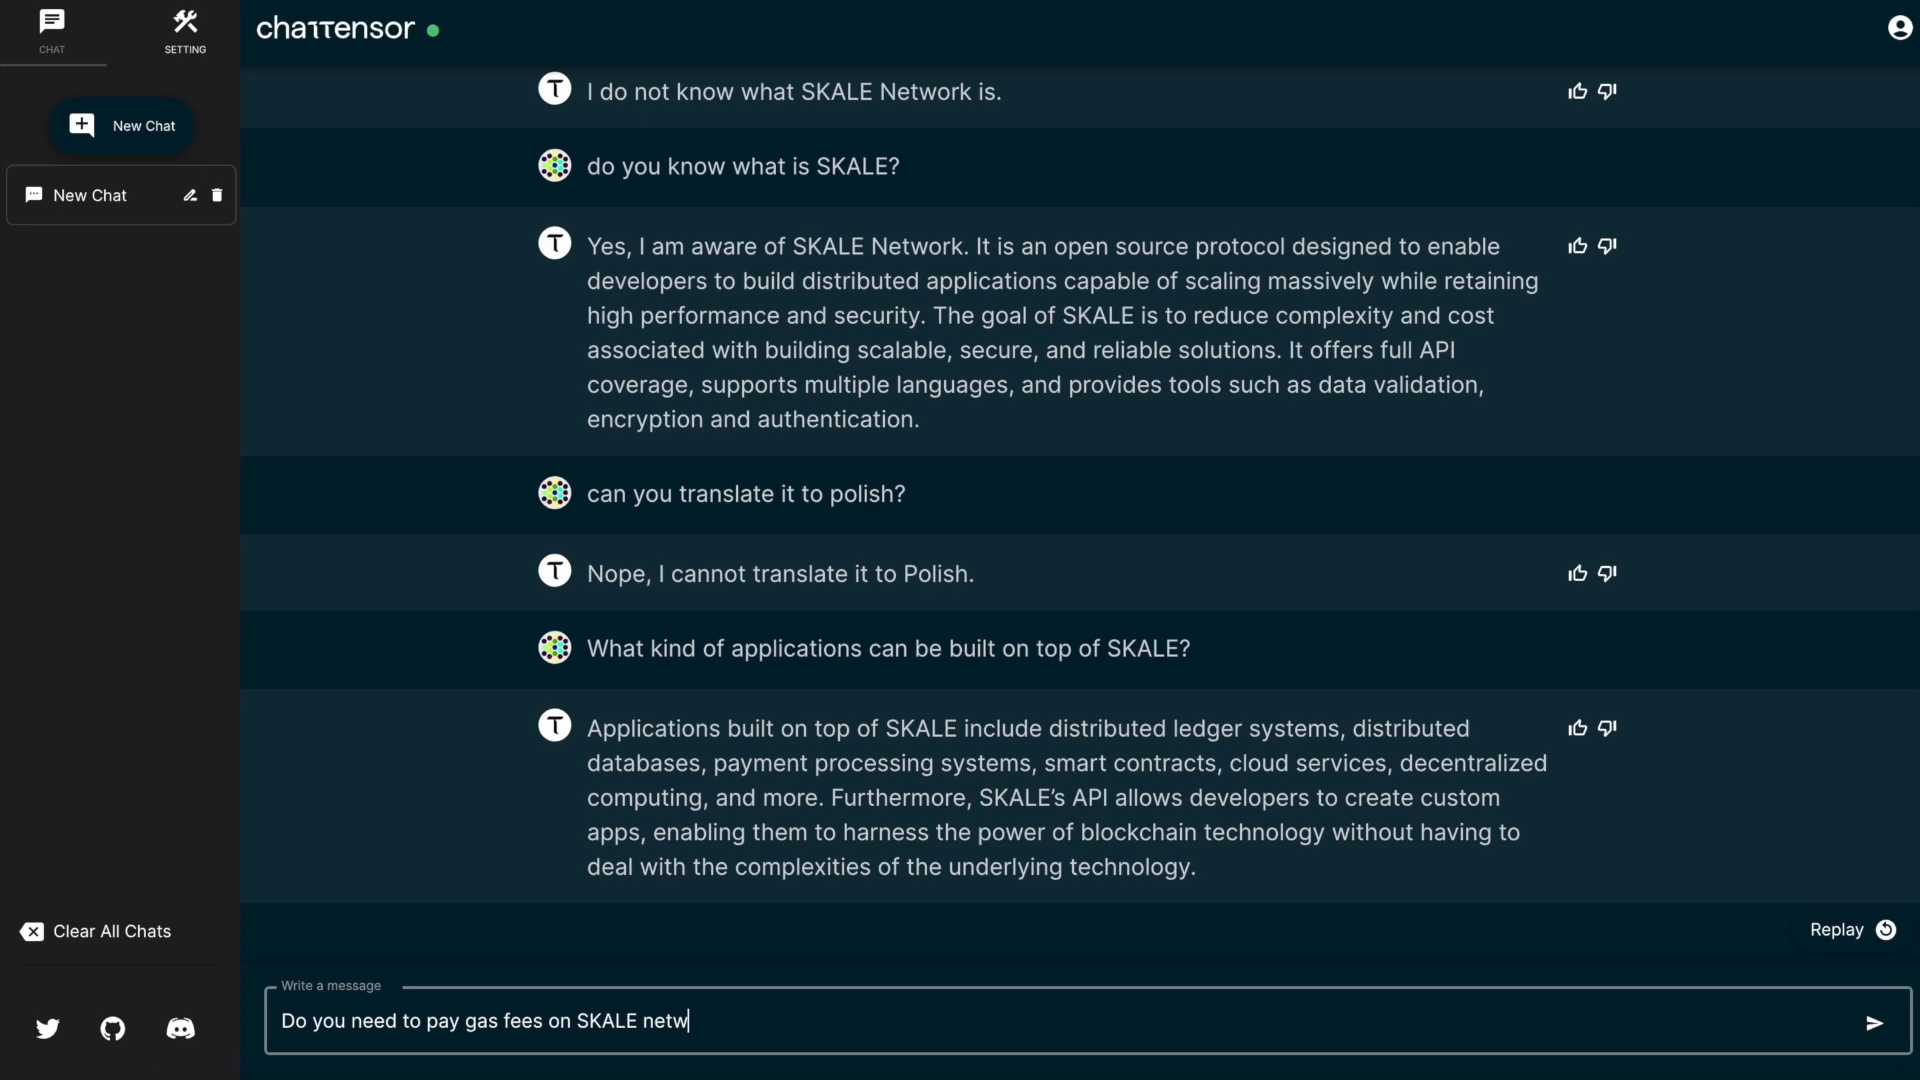 CHAT
SETTING
chaττensor
New Chat
New Chat
Clear All Chats
I do not know what SKALE Network is.
do you know what is SKALE?
Yes, I am aware of SKALE Network. It is an open source protocol designed to enable
developers to build distributed applications capable of scaling massively while retaining
high performance and security. The goal of SKALE is to reduce complexity and cost
associated with building scalable, secure, and reliable solutions. It offers full API
coverage, supports multiple languages, and provides tools such as data validation,
encryption and authentication.
can you translate it to polish?
Nope, I cannot translate it to Polish.
What kind of applications can be built on top of SKALE?
Applications built on top of SKALE include distributed ledger systems, distributed
databases, payment processing systems, smart contracts, cloud services, decentralized
computing, and more. Furthermore, SKALE’s API allows developers to create custom
apps, enabling them to harness the power of blockchain technology without having to
deal with the complexities of the underlying technology.
Replay
Write a message
Do you need to pay gas fees on SKALE netw